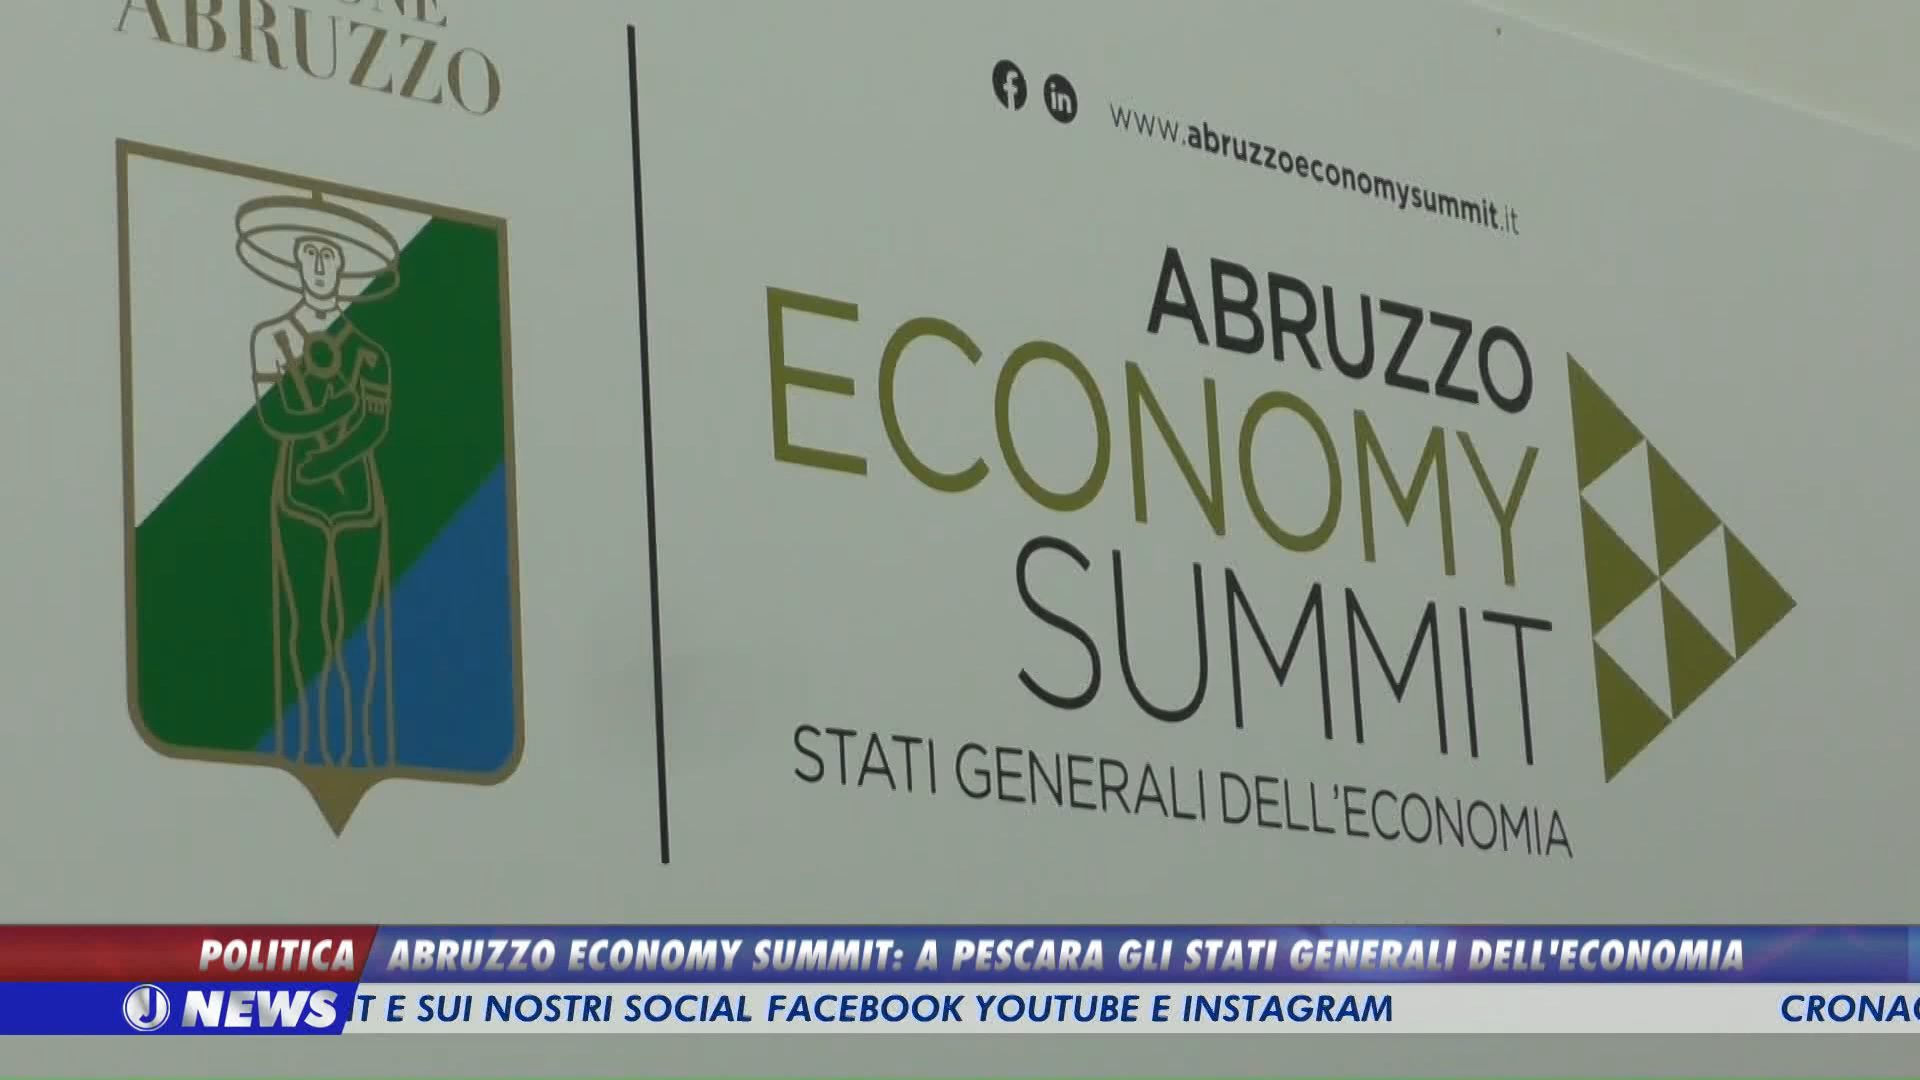 ABRUZZO
www.abruzzoeconomysummit.it
ABRUZZO
ECONOMY
SUMMIT
STATI GENERALI DELL'ECONOMIA
POLITICA ABRUZZO ECONOMY SUMMIT: A PESCARA GLI STATI GENERALI DELL'ECONOMIA
J NEWS T E SUI NOSTRI SOCIAL FACEBOOK YOUTUBE E INSTAGRAM